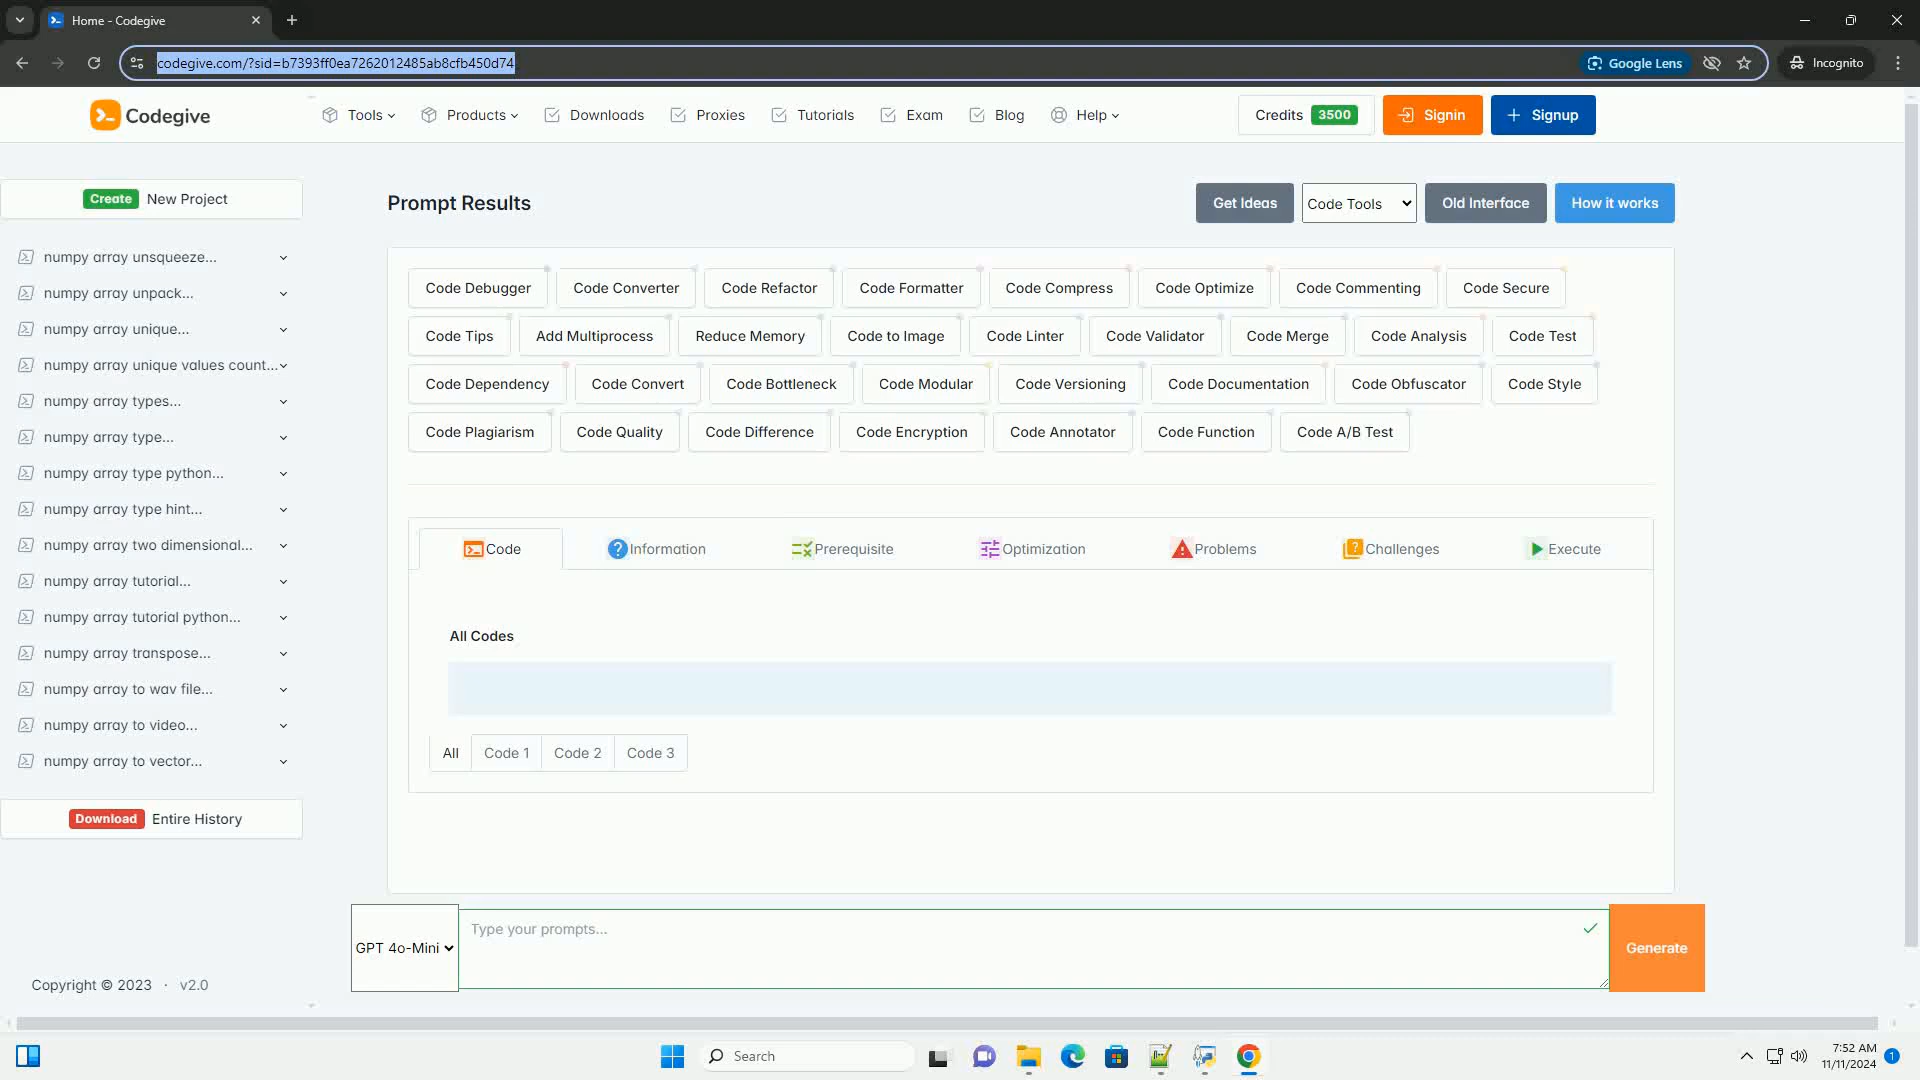 Home - Codegive
codegive.com/?sid=b7393ff0ea7262012485ab8cfb450d74
Google Lens
Incognito
Codegive
Tools
Products
Downloads
Proxies
Tutorials
Exam
Blog
Help
Credits 3500
Signin
Signup
Create New Project
Prompt Results
Get Ideas
Code Tools
Old Interface
How it works
numpy array unsqueeze...
numpy array unpack...
numpy array unique...
numpy array unique values count...
numpy array types...
numpy array type...
numpy array type python...
numpy array type hint...
numpy array two dimensional...
numpy array tutorial...
numpy array tutorial python...
numpy array transpose...
numpy array to wav file...
numpy array to video...
numpy array to vector...
Download Entire History
Copyright © 2023 · v2.0
Code Debugger
Code Converter
Code Refactor
Code Formatter
Code Compress
Code Optimize
Code Commenting
Code Secure
Code Tips
Add Multiprocess
Reduce Memory
Code to Image
Code Linter
Code Validator
Code Merge
Code Analysis
Code Test
Code Dependency
Code Convert
Code Bottleneck
Code Modular
Code Versioning
Code Documentation
Code Obfuscator
Code Style
Code Plagiarism
Code Quality
Code Difference
Code Encryption
Code Annotator
Code Function
Code A/B Test
Code
Information
Prerequisite
Optimization
Problems
Challenges
Execute
All Codes
All
Code 1
Code 2
Code 3
GPT 4o-Mini
Type your prompts...
Generate
Search
7:52 AM
11/11/2024
1